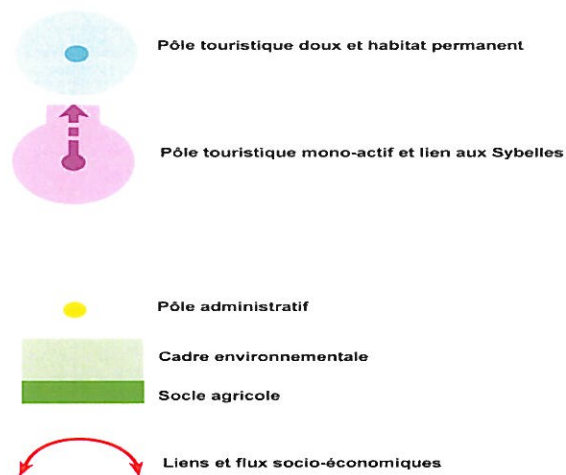 Pôle touristique doux et habitat permanent
Pôle touristique mono-actif et lien aux Sybelles
Pôle administratif
Cadre environnementale
Socle agricole
Liens et flux socio-économiques